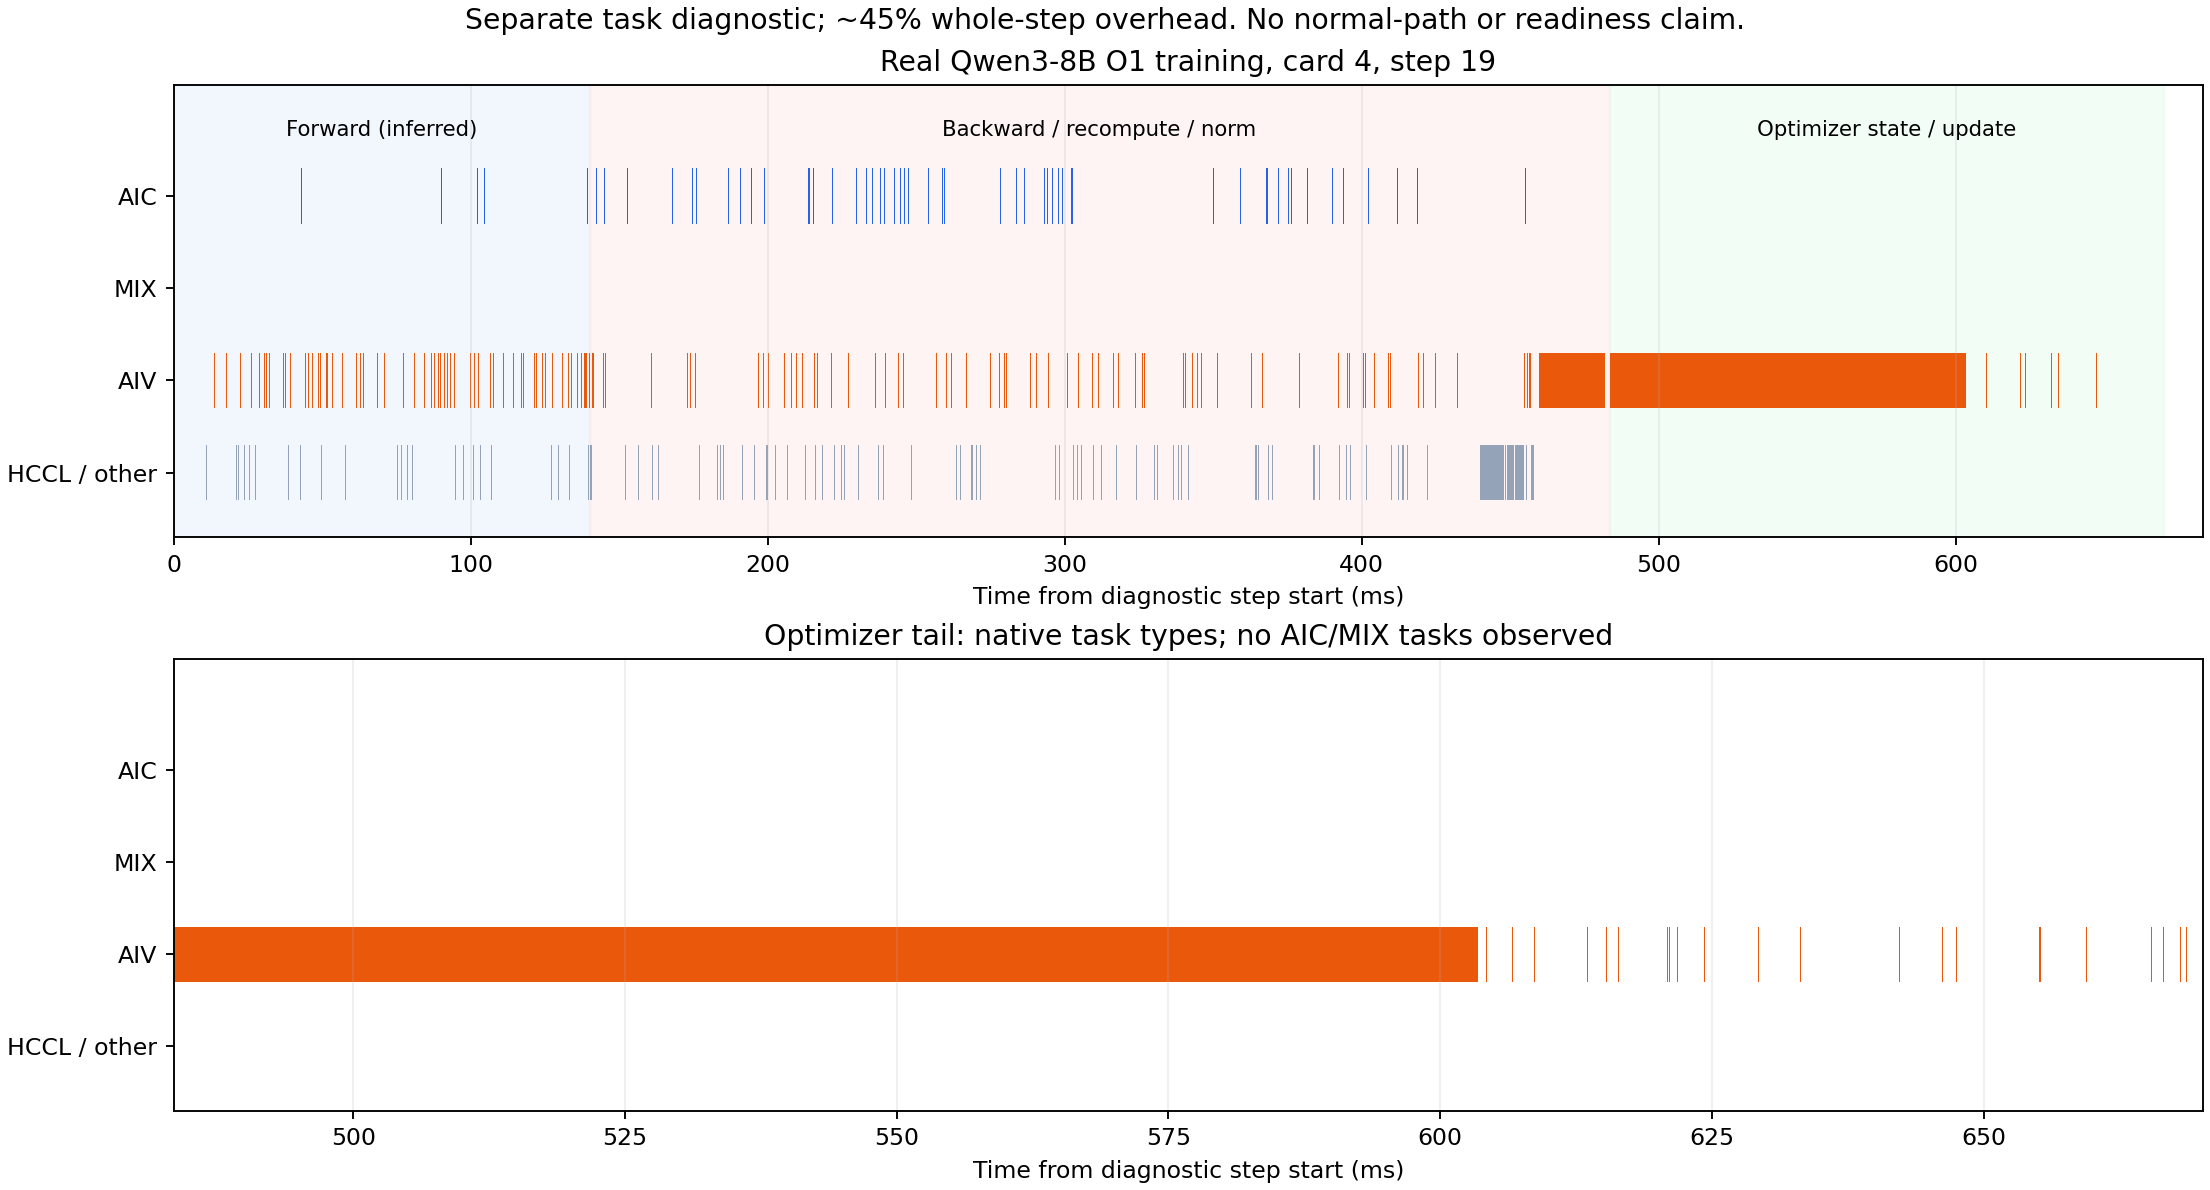 Separate task diagnostic; ~45% whole-step overhead. No normal-path or readiness claim.
Real Qwen3-8B O1 training, card 4, step 19
Forward (inferred)
Backward / recompute / norm
Optimizer state / update
AIC
MIX
AIV
HCCL / other
0 100 200 300 400 500 600
Time from diagnostic step start (ms)
Optimizer tail: native task types; no AIC/MIX tasks observed
AIC
MIX
AIV
HCCL / other
500 525 550 575 600 625 650
Time from diagnostic step start (ms)